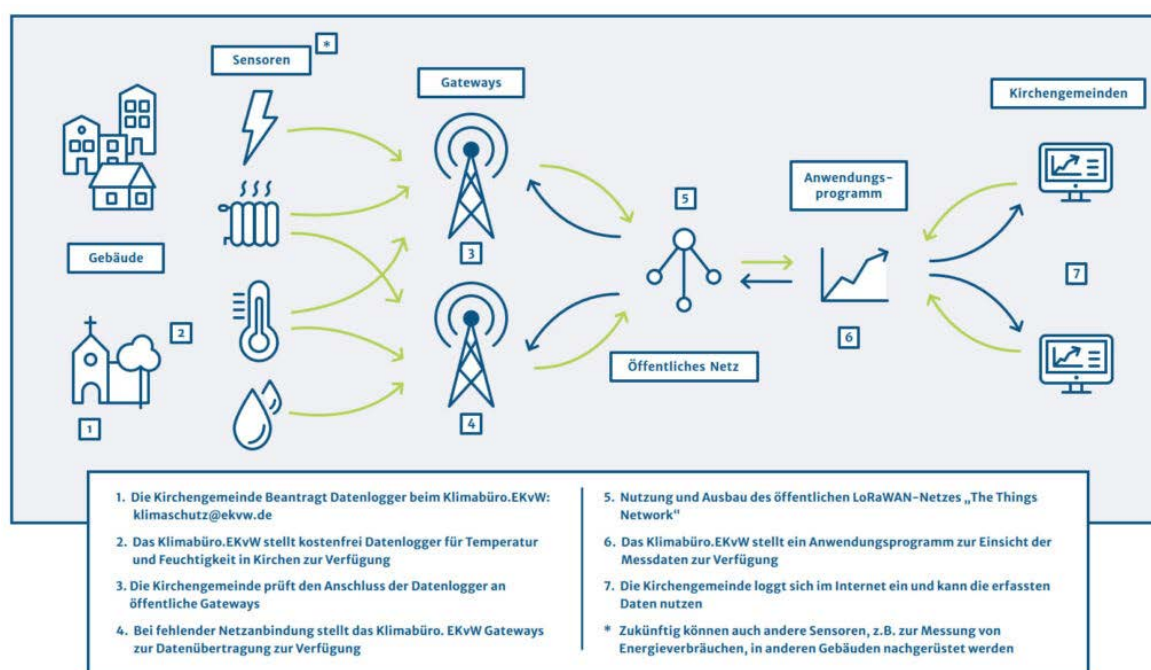 Sensoren
*
Gateways
Kirchengemeinden
Anwendungs-
programm
5
3
Gebäude
7
2
6
Öffentliches Netz
1
4
1. Die Kirchengemeinde Beantragt Datenlogger beim Klimabüro.EKvW:
klimaschutz@ekvw.de
2. Das Klimabüro.EKvW stellt kostenfrei Datenlogger für Temperatur
und Feuchtigkeit in Kirchen zur Verfügung
3. Die Kirchengemeinde prüft den Anschluss der Datenlogger an
öffentliche Gateways
4. Bei fehlender Netzanbindung stellt das Klimabüro. EKvW Gateways
zur Datenübertragung zur Verfügung
5. Nutzung und Ausbau des öffentlichen LoRaWAN-Netzes „The Things
Network“
6. Das Klimabüro.EKvW stellt ein Anwendungsprogramm zur Einsicht der
Messdaten zur Verfügung
7. Die Kirchengemeinde loggt sich im Internet ein und kann die erfassten
Daten nutzen
* Zukünftig können auch andere Sensoren, z.B. zur Messung von
Energieverbräuchen, in anderen Gebäuden nachgerüstet werden